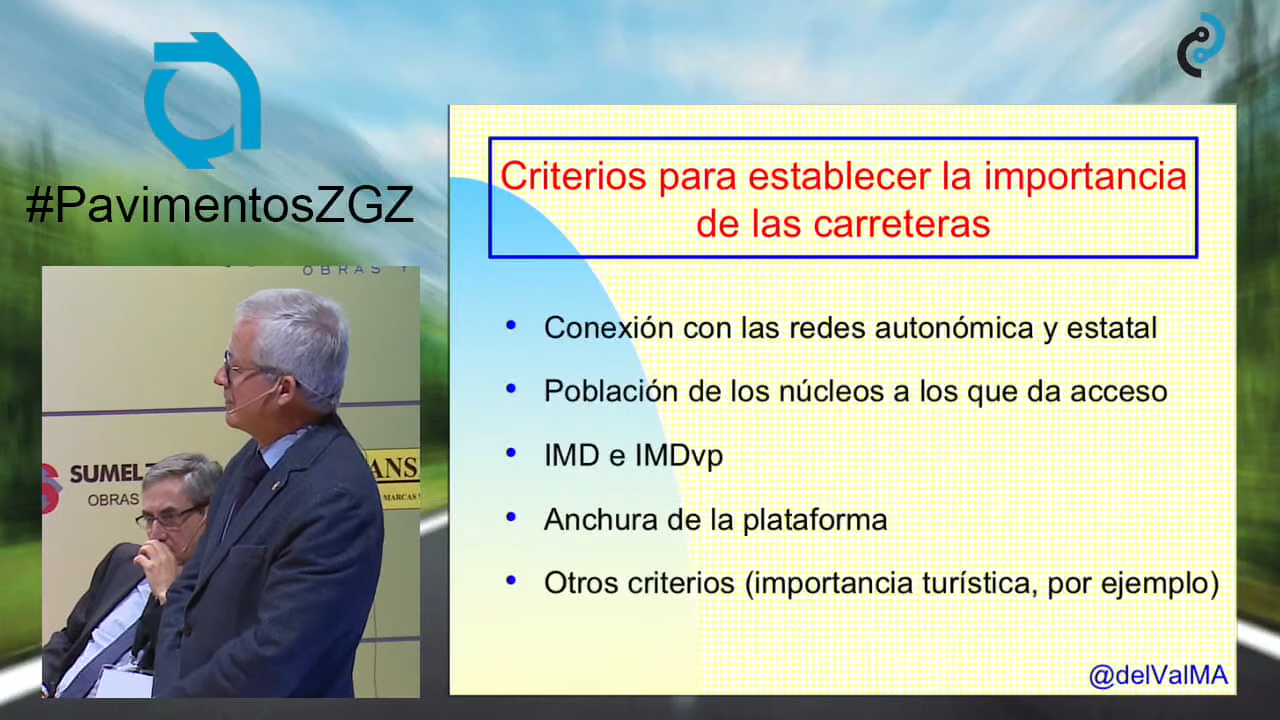 #PavimentosZGZ
OBRAS Y
SUMEL
OBRAS
ANS
MARCAS
Criterios para establecer la importancia
de las carreteras
• Conexión con las redes autonómica y estatal
• Población de los núcleos a los que da acceso
• IMD e IMDvp
• Anchura de la plataforma
• Otros criterios (importancia turística, por ejemplo)
@delValMA